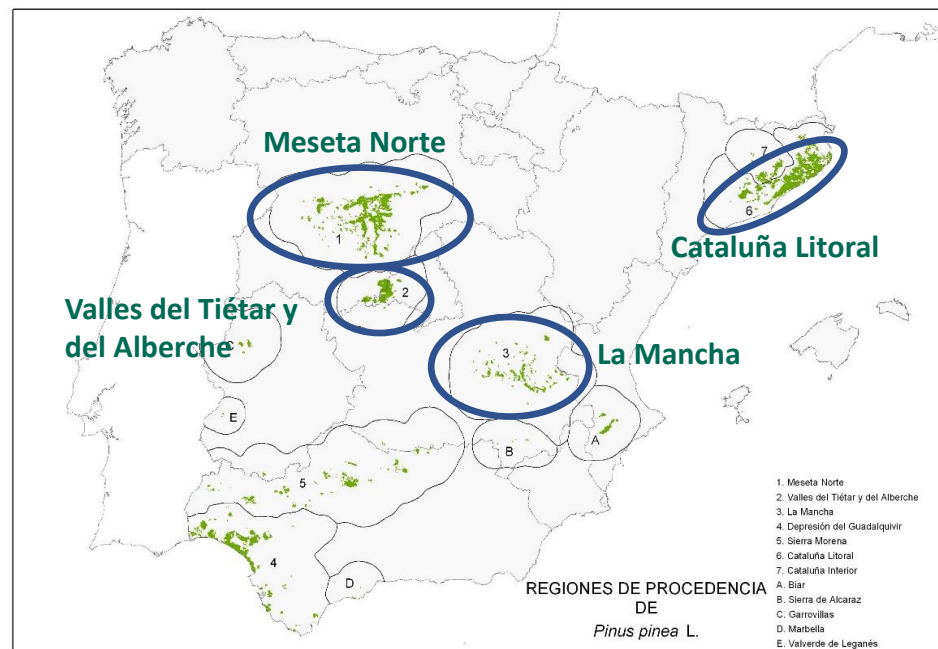 Meseta Norte
7
1
6
Cataluña Litoral
2
Valles del Tiétar y
del Alberche
C
3
La Mancha
E
A
B
5
4
D
REGIONES DE PROCEDENCIA
DE
Pinus pinea L.
1. Meseta Norte
2. Valles del Tiétar y del Alberche
3. La Mancha
4. Depresión del Guadalquivir
5. Sierra Morena
6. Cataluña Litoral
7. Cataluña Interior
A. Biar
B. Sierra de Alcaraz
C. Garrovillas
D. Marbella
E. Valverde de Leganés